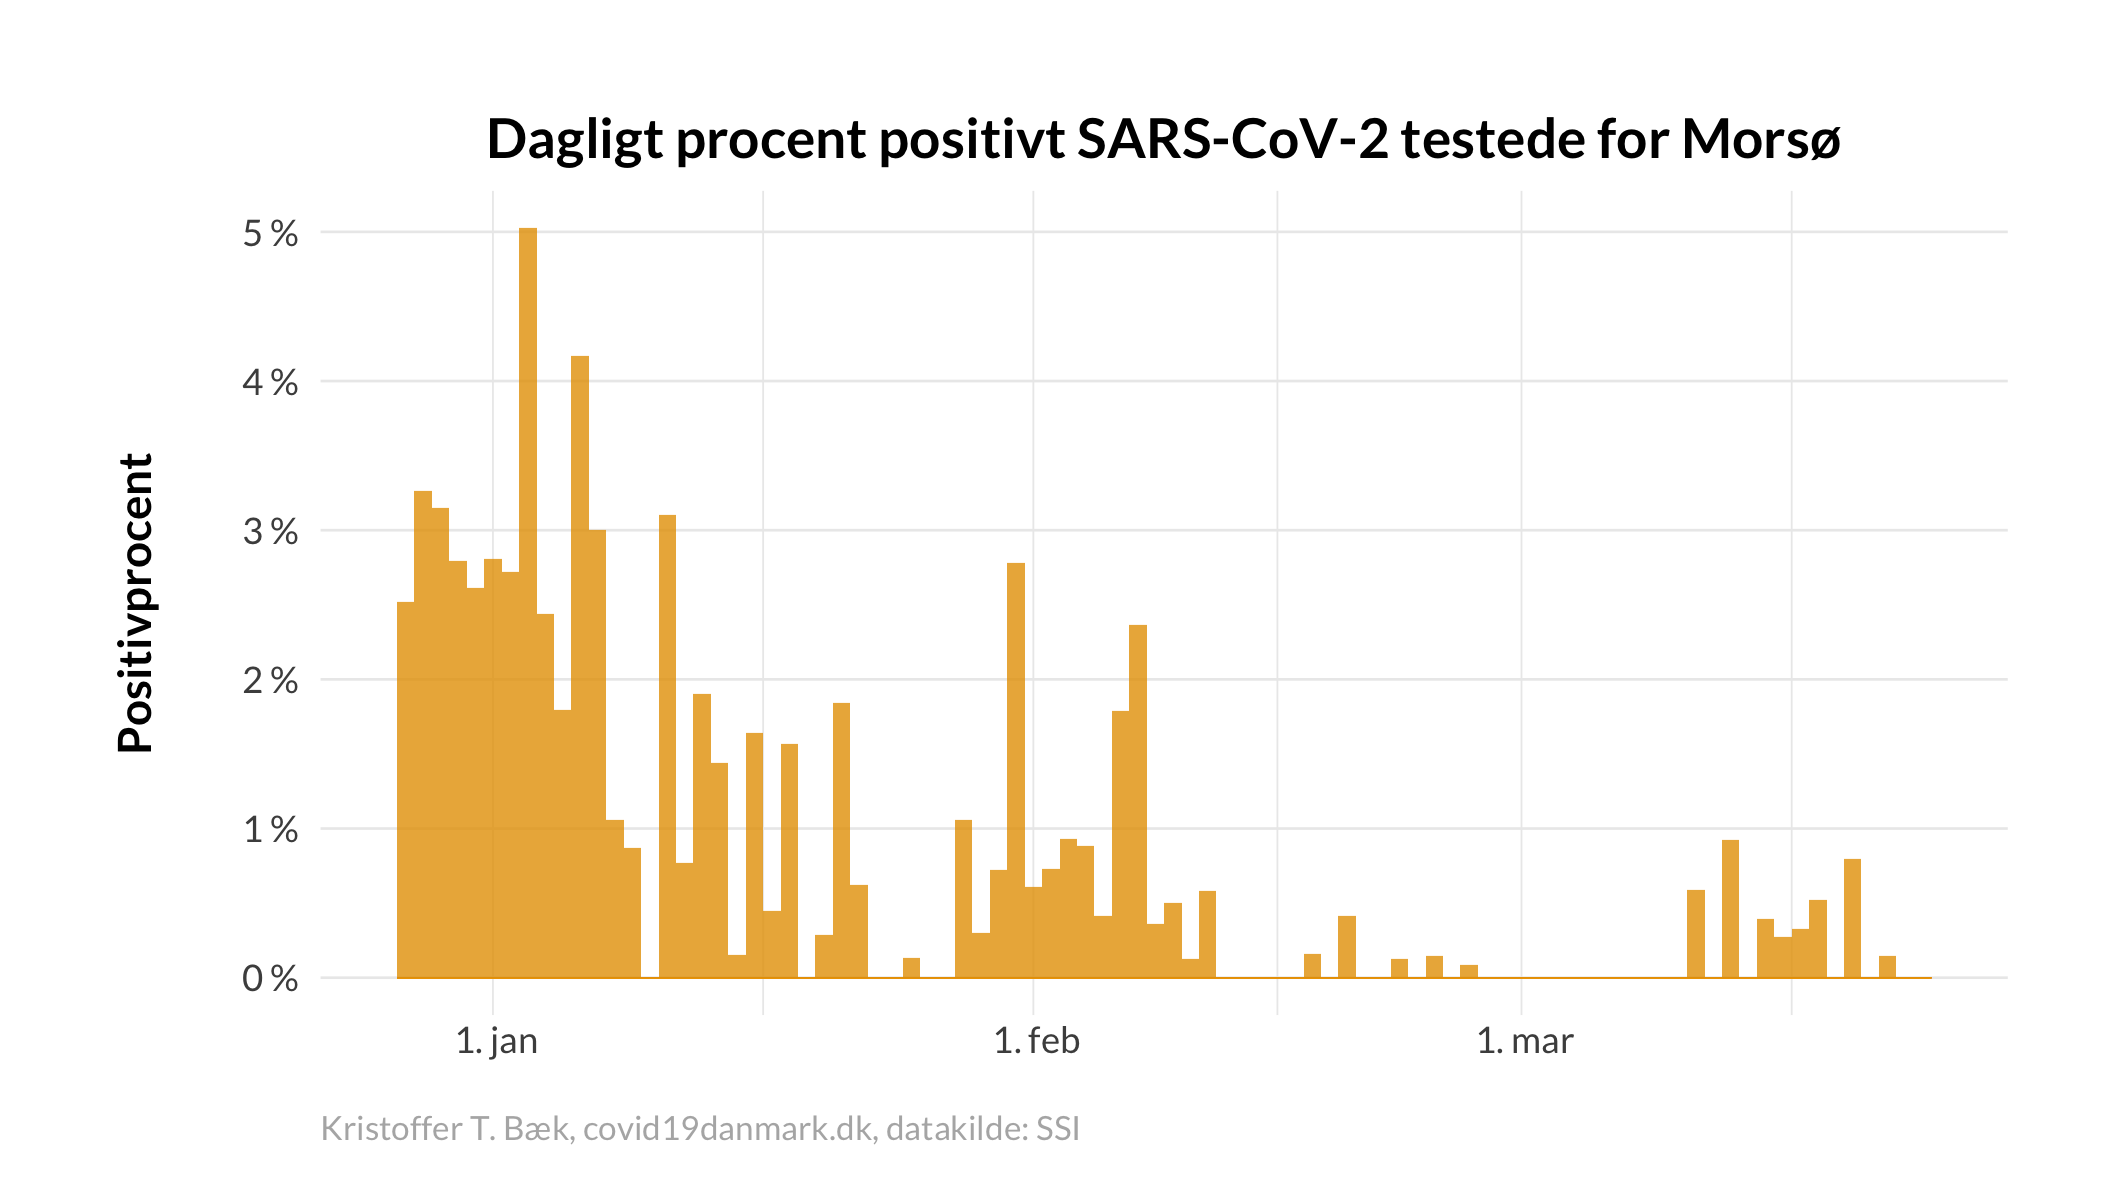 Dagligt procent positivt SARS-CoV-2 testede for Morsø
Positivprocent
5 %
4 %
3 %
2 %
1 %
0 %
1. jan
1. feb
1. mar
Kristoffer T. Bæk, covid19danmark.dk, datakilde: SSI